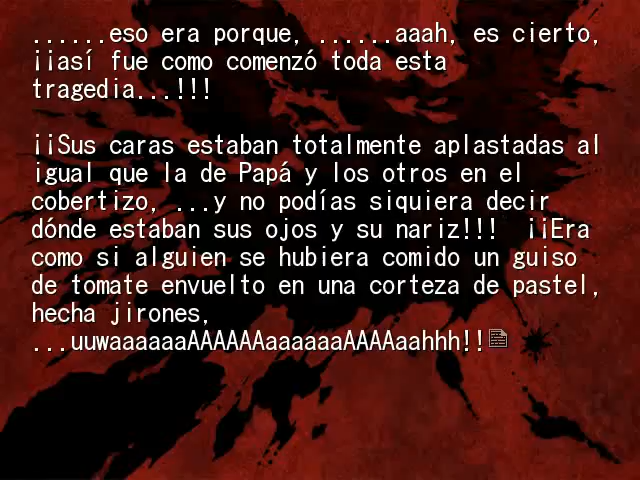 ......eso era porque, ......aaah, es cierto,
¡¡así fue como comenzó toda esta
tragedia...!!!
¡¡Sus caras estaban totalmente aplastadas al
igual que la de Papá y los otros en el
cobertizo, ...y no podías siquiera decir
dónde estaban sus ojos y su nariz!!!  ¡¡Era
como si alguien se hubiera comido un guiso
de tomate envuelto en una corteza de pastel,
hecha jirones,
...uuwaaaaaaAAAAAAaaaaaaAAAAaahhh!!